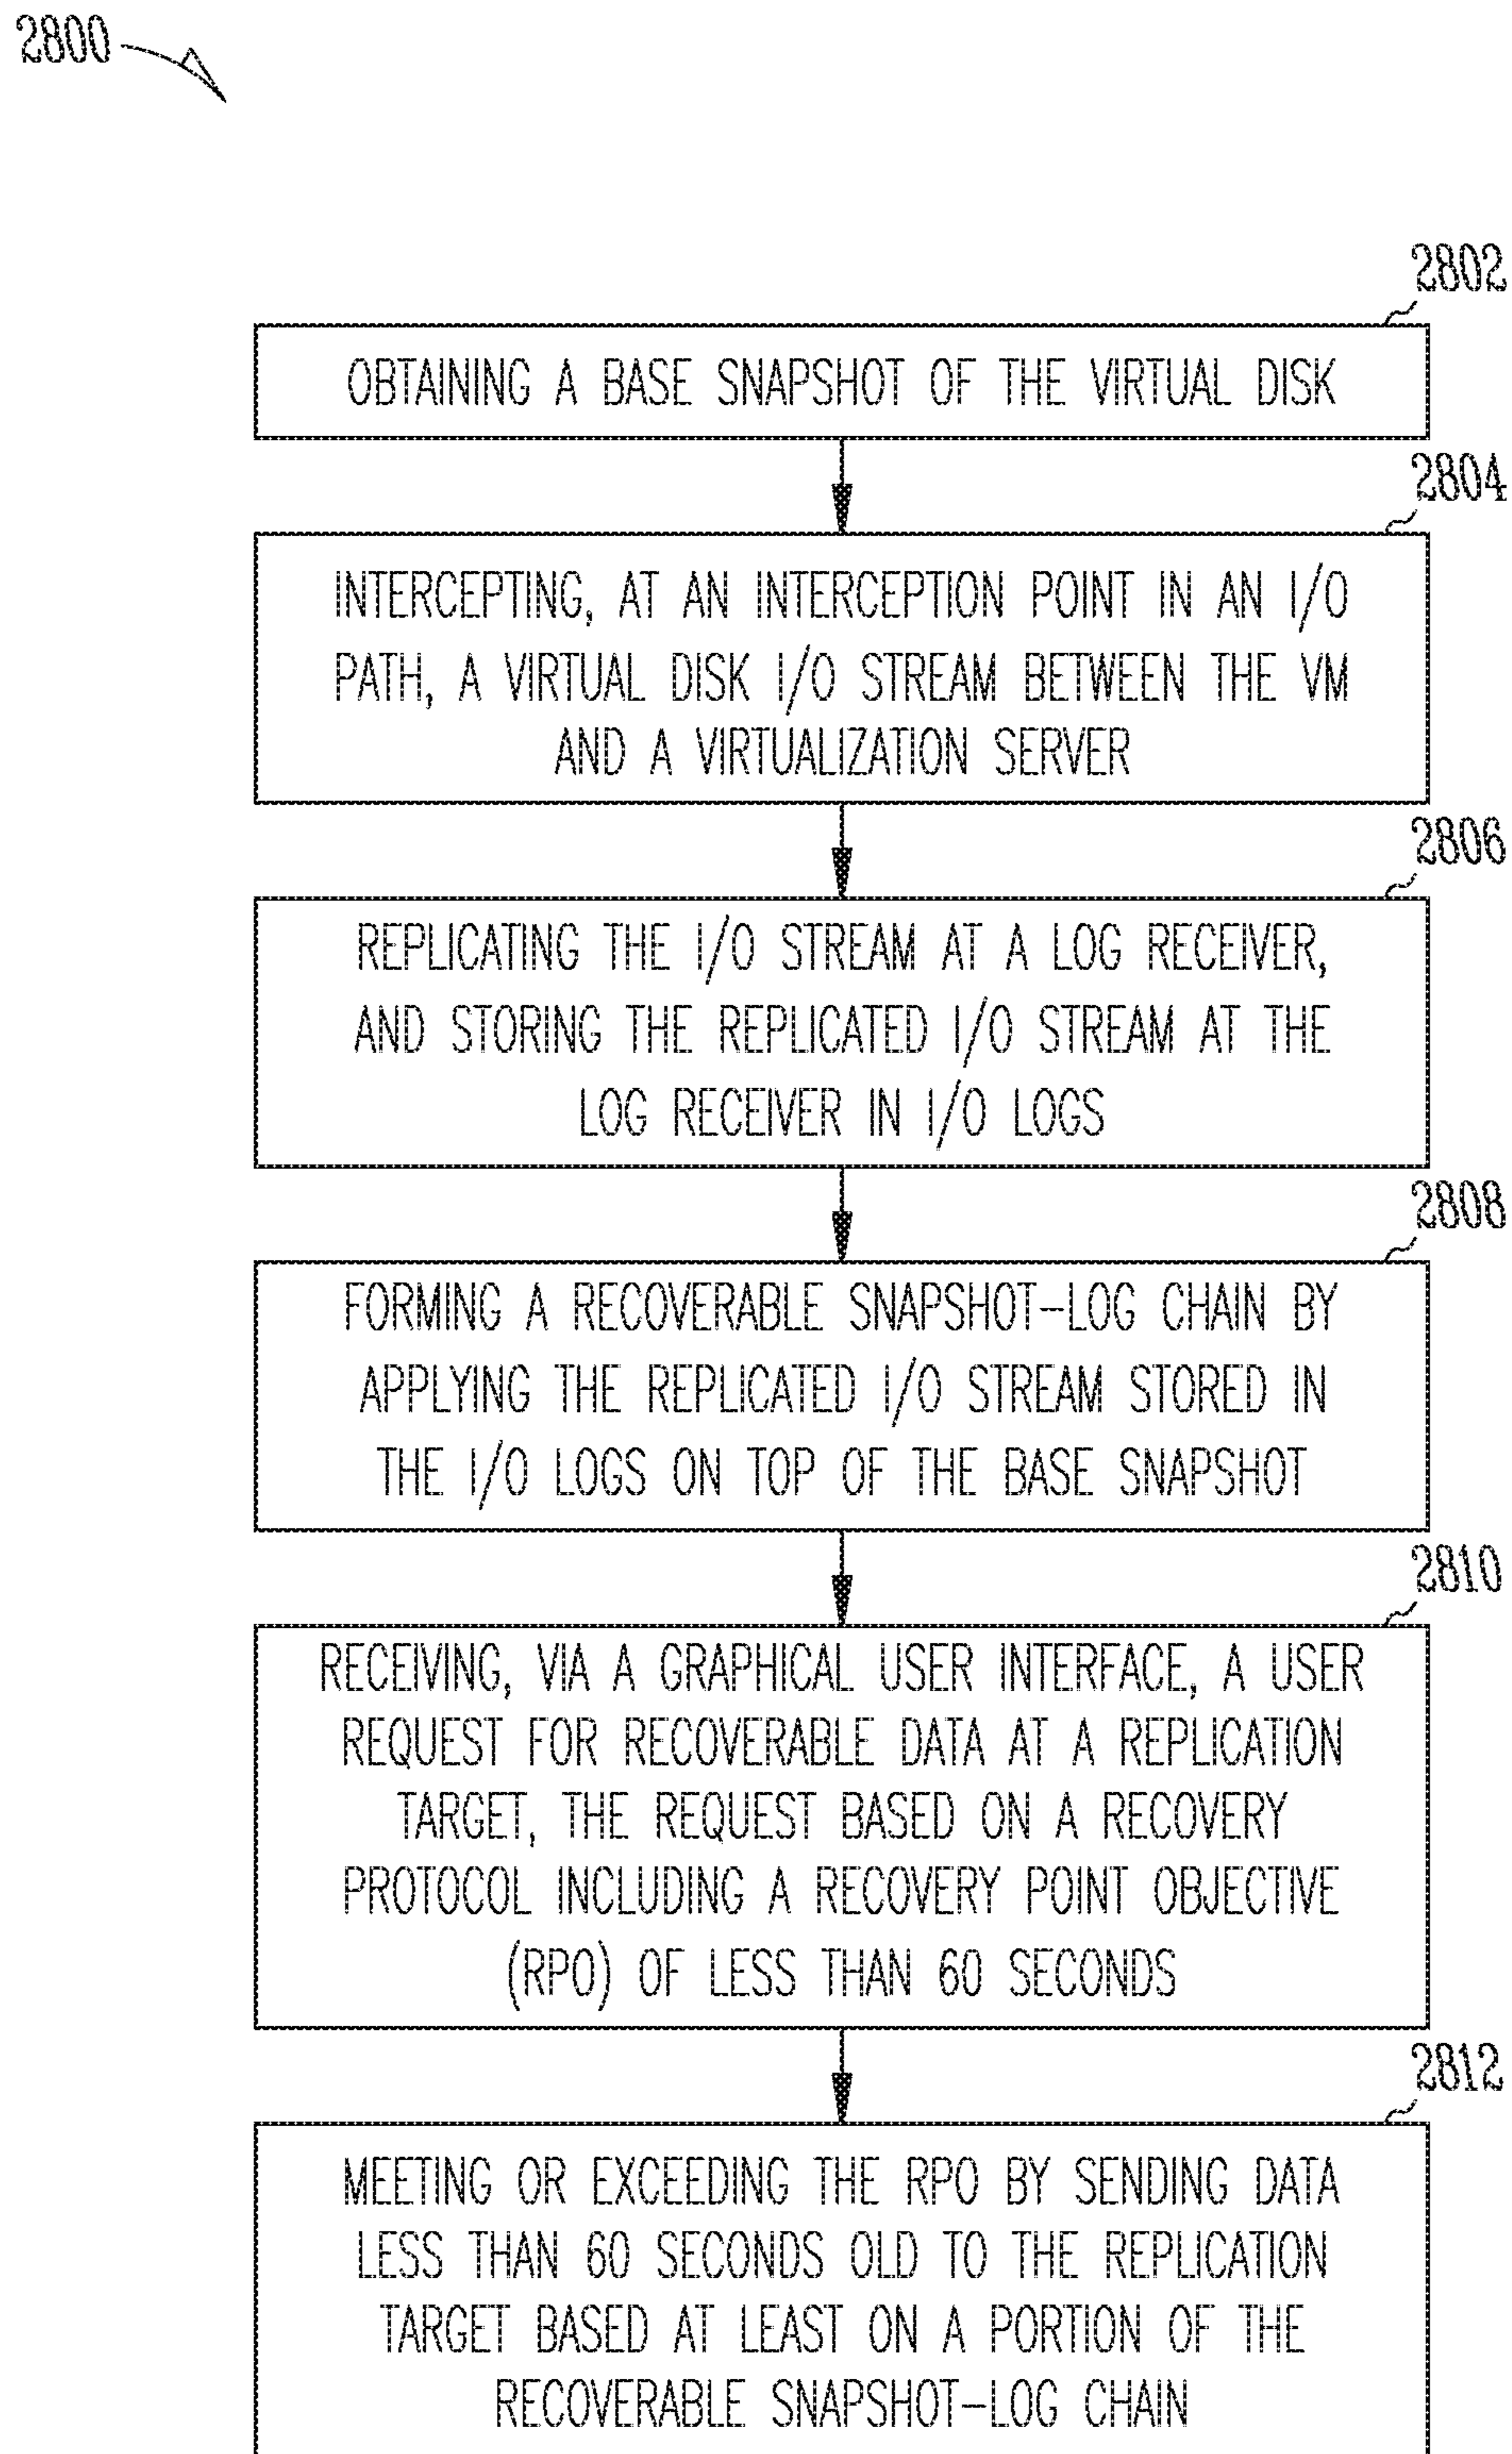 2800
2802
OBTAINING A BASE SNAPSHOT OF THE VIRTUAL DISK
2804
INTERCEPTING, AT AN INTERCEPTION POINT IN AN I/O
PATH, A VIRTUAL DISK I/O STREAM BETWEEN THE VM
AND A VIRTUALIZATION SERVER
2806
REPLICATING THE I/O STREAM AT A LOG RECEIVER,
AND STORING THE REPLICATED I/O STREAM AT THE
LOG RECEIVER IN I/O LOGS
2808
FORMING A RECOVERABLE SNAPSHOT-LOG CHAIN BY
APPLYING THE REPLICATED I/O STREAM STORED IN
THE I/O LOGS ON TOP OF THE BASE SNAPSHOT
2810
RECEIVING, VIA A GRAPHICAL USER INTERFACE, A USER
REQUEST FOR RECOVERABLE DATA AT A REPLICATION
TARGET, THE REQUEST BASED ON A RECOVERY
PROTOCOL INCLUDING A RECOVERY POINT OBJECTIVE
(RPO) OF LESS THAN 60 SECONDS
2812
MEETING OR EXCEEDING THE RPO BY SENDING DATA
LESS THAN 60 SECONDS OLD TO THE REPLICATION
TARGET BASED AT LEAST ON A PORTION OF THE
RECOVERABLE SNAPSHOT-LOG CHAIN